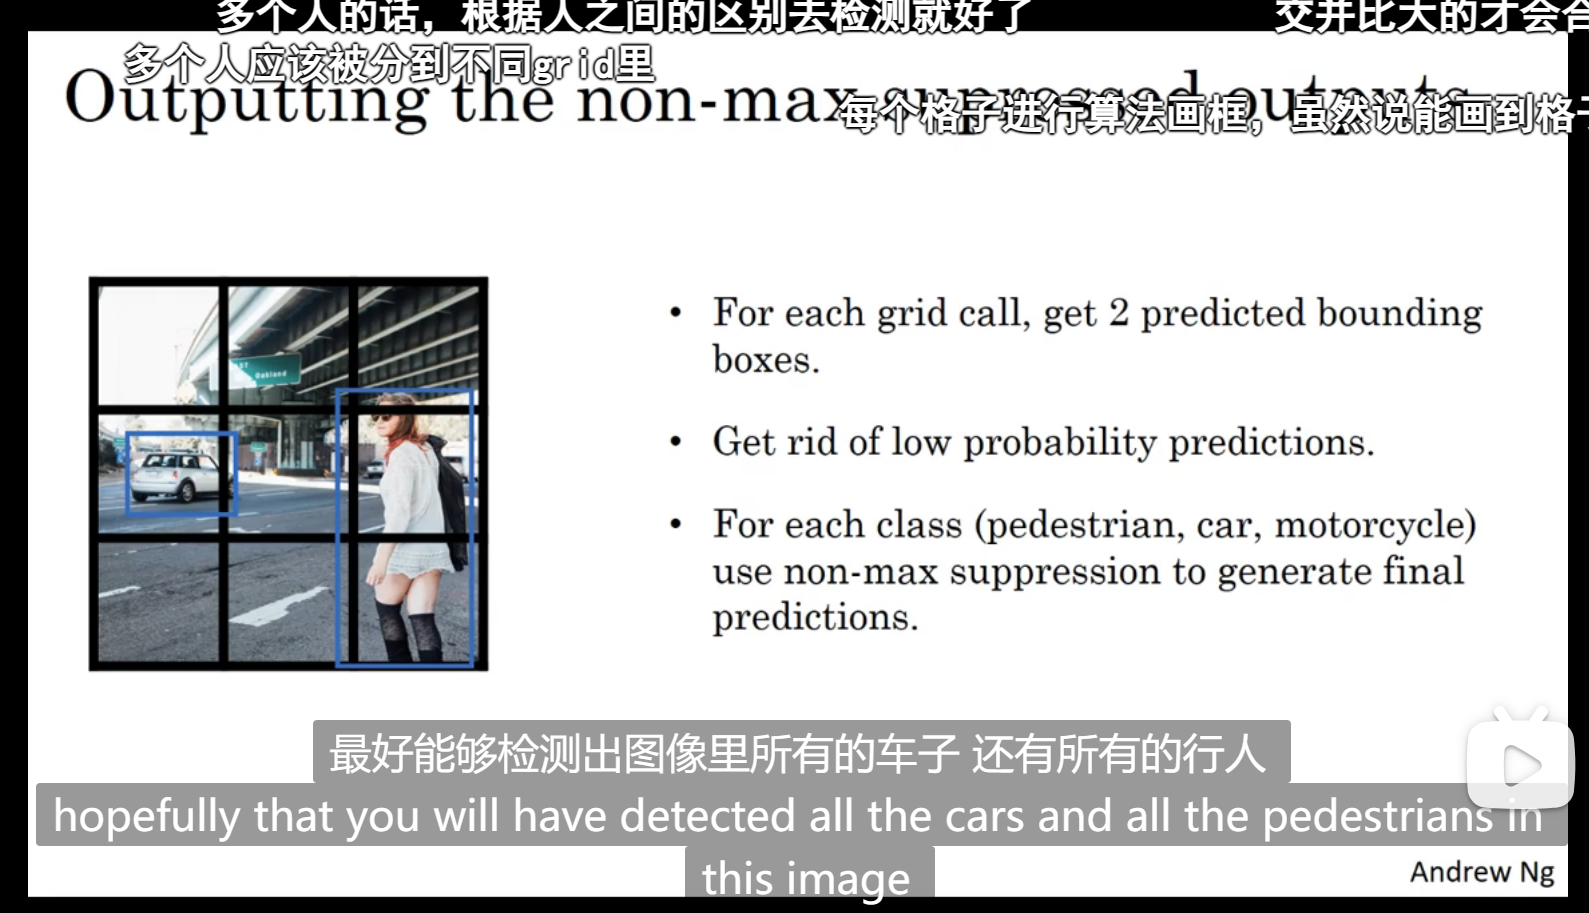 多个人的话，根据人之间的区别去检测就好了
交并比大的才会合
多个人应该被分到不同grid里
Outputting the non-max suppressed outputs
每个格子进行算法画框，虽然说能画到格子
ST
Oakland
• For each grid call, get 2 predicted bounding
boxes.
• Get rid of low probability predictions.
• For each class (pedestrian, car, motorcycle)
use non-max suppression to generate final
predictions.
最好能够检测出图像里所有的车子 还有所有的行人
hopefully that you will have detected all the cars and all the pedestrians in
this image
Andrew Ng